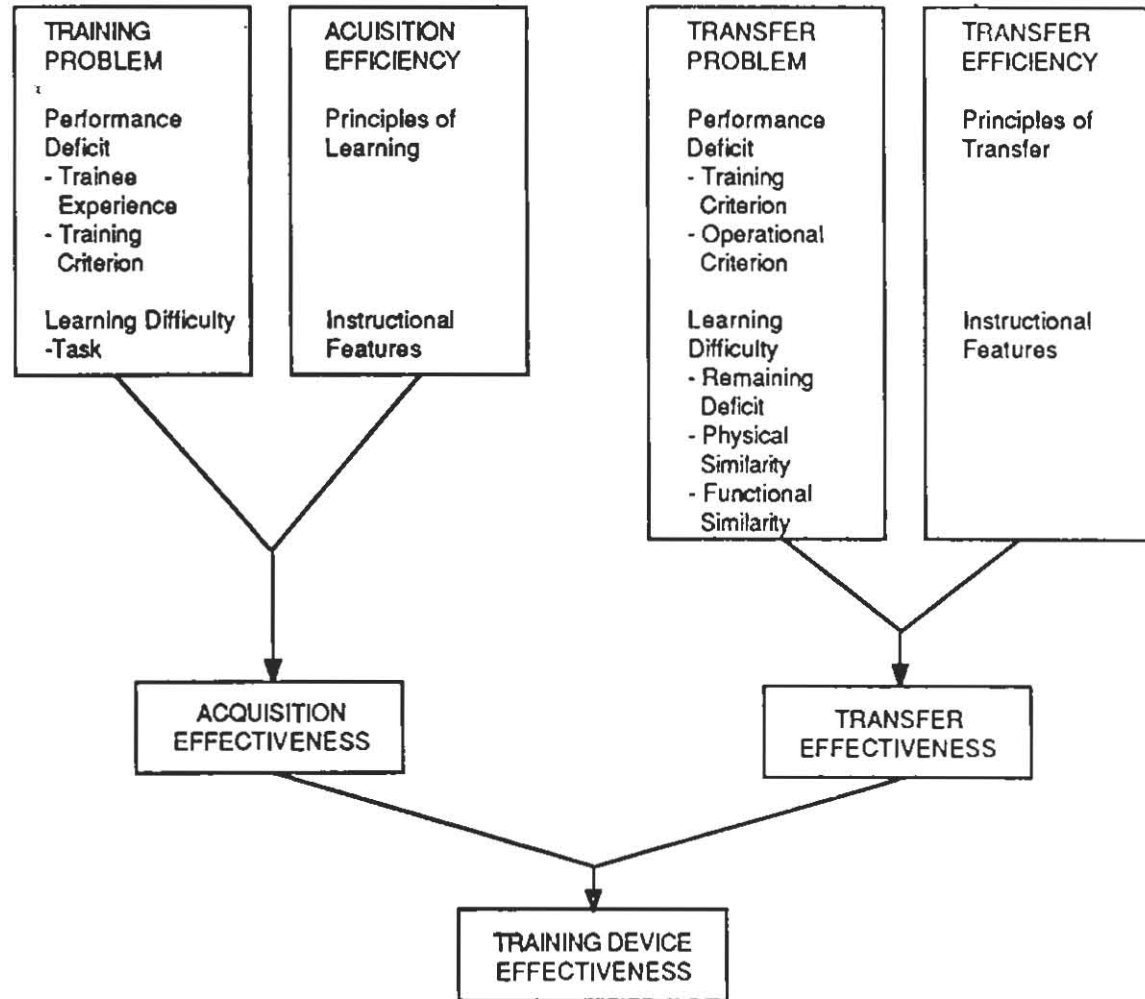 TRAINING
PROBLEM
Performance
Deficit
- Trainee
Experience
- Training
Criterion
Learning Difficulty
-Task
ACUISITION
EFFICIENCY
Principles of
Learning
Instructional
Features
TRANSFER
PROBLEM
Performance
Deficit
- Training
Criterion
- Operational
Criterion
Learning
Difficulty
- Remaining
Deficit
- Physical
Similarity
- Functional
Similarity
TRANSFER
EFFICIENCY
Principles of
Transfer
Instructional
Features
ACQUISITION
EFFECTIVENESS
TRANSFER
EFFECTIVENESS
TRAINING DEVICE
EFFECTIVENESS